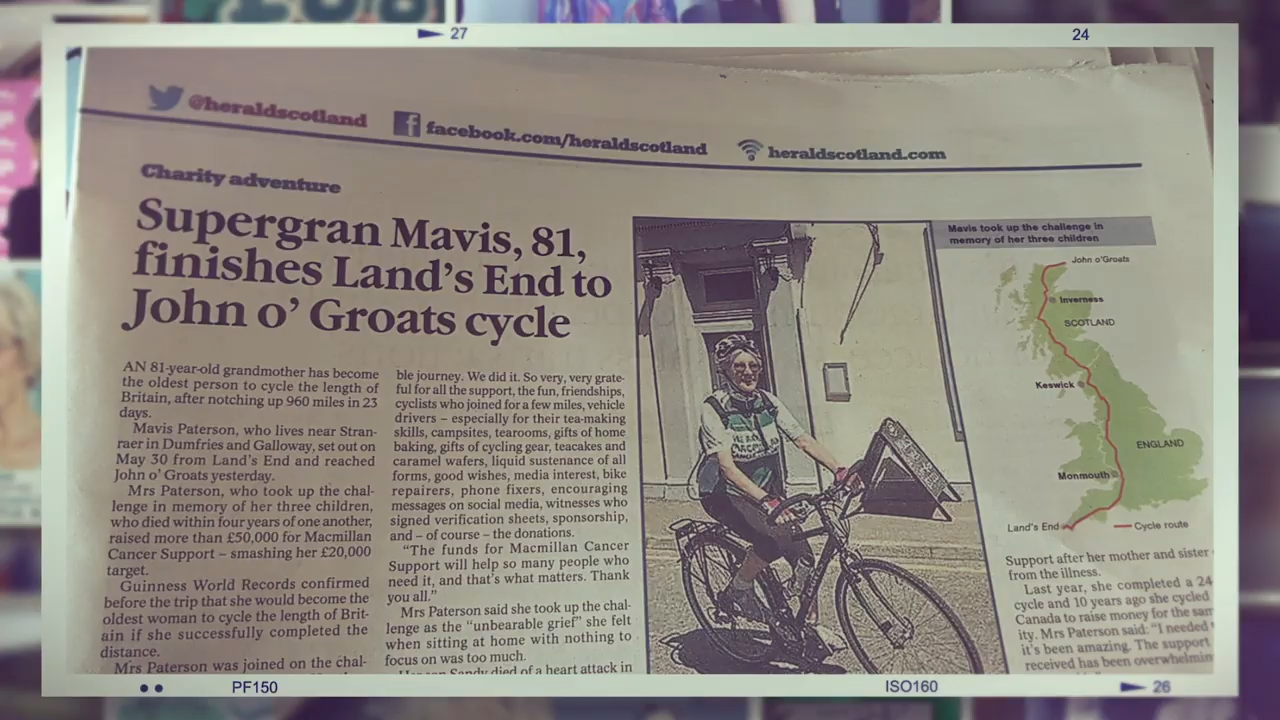 27
24
@heraldscotland
facebook.com/heraldscotland
heraldscotland.com
Charity adventure
Supergran Mavis, 81,
finishes Land's End to
John o' Groats cycle
AN 81-year-old grandmother has become
the oldest person to cycle the length of
Britain, after notching up 960 miles in 23
days.
Mavis Paterson, who lives near Stran-
raer in Dumfries and Galloway, set out on
May 30 from Land's End and reached
John o' Groats yesterday.
Mrs Paterson, who took up the chal-
lenge in memory of her three children,
who died within four years of one another,
raised more than £50,000 for Macmillan
Cancer Support – smashing her £20,000
target.
Guinness World Records confirmed
before the trip that she would become the
oldest woman to cycle the length of Brit-
ain if she successfully completed the
distance.
Mrs Paterson was joined on the chal-
ble journey. We did it. So very, very grate-
ful for all the support, the fun, friendships,
cyclists who joined for a few miles, vehicle
drivers – especially for their tea-making
skills, campsites, tearooms, gifts of home
baking, gifts of cycling gear, teacakes and
caramel wafers, liquid sustenance of all
forms, good wishes, media interest, bike
repairers, phone fixers, encouraging
messages on social media, witnesses who
signed verification sheets, sponsorship,
and – of course – the donations.
"The funds for Macmillan Cancer
Support will help so many people who
need it, and that's what matters. Thank
you all."
Mrs Paterson said she took up the chal-
lenge as the "unbearable grief" she felt
when sitting at home with nothing to
focus on was too much.
Sandy died of a heart attack in
Mavis took up the challenge in
memory of her three children
John o'Groats
Inverness
SCOTLAND
Keswick
ENGLAND
Monmouth
Land's End
Cycle route
Support after her mother and sister
from the illness.
Last year, she completed a 24
cycle and 10 years ago she cycled
Canada to raise money for the sam
ity. Mrs Paterson said: "I needed
it's been amazing. The support
received has been overwhelmin
PF150
ISO160
26